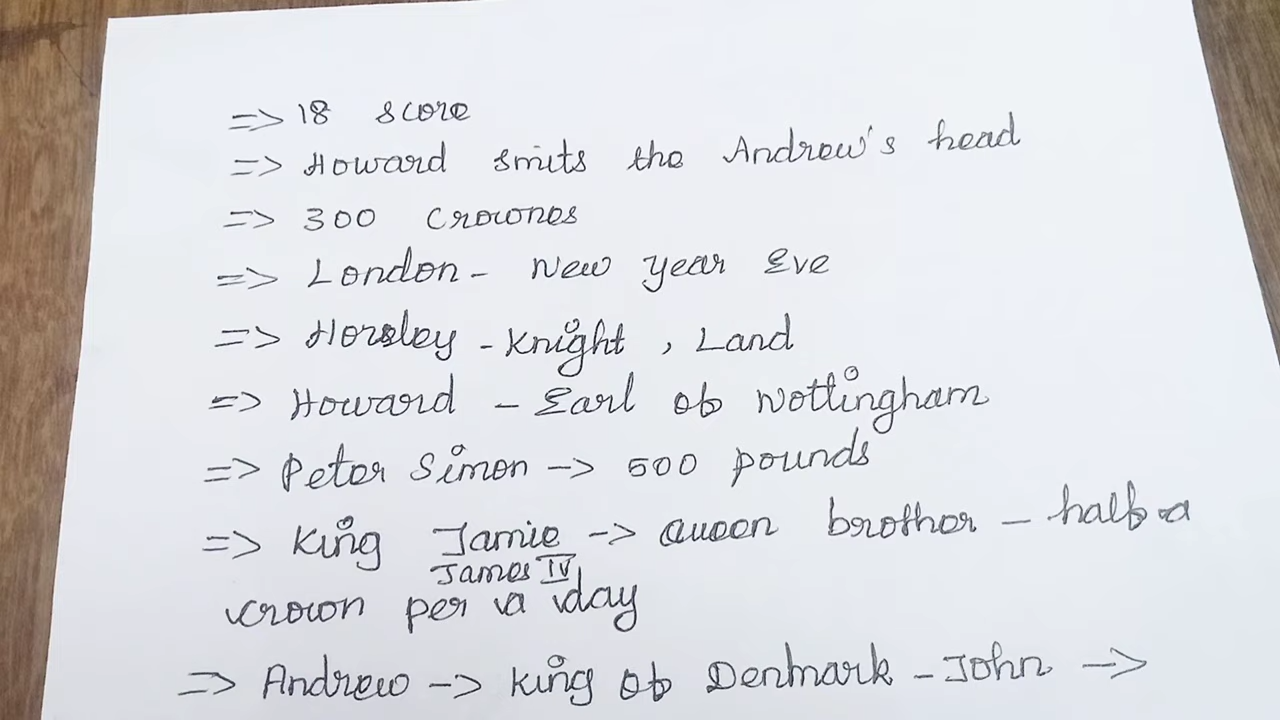 => 18 score
=> Howard smits the Andrew's head
=> 300 crownes
=> London - New year Eve
=> Horsley - Knight , Land
=> Howard - Earl of Nottingham
=> Peter Simon -> 500 pounds
=> King Jamie -> Queen brother - half a
James IV
crown per a day
=> Andrew -> King of Denmark - John ->